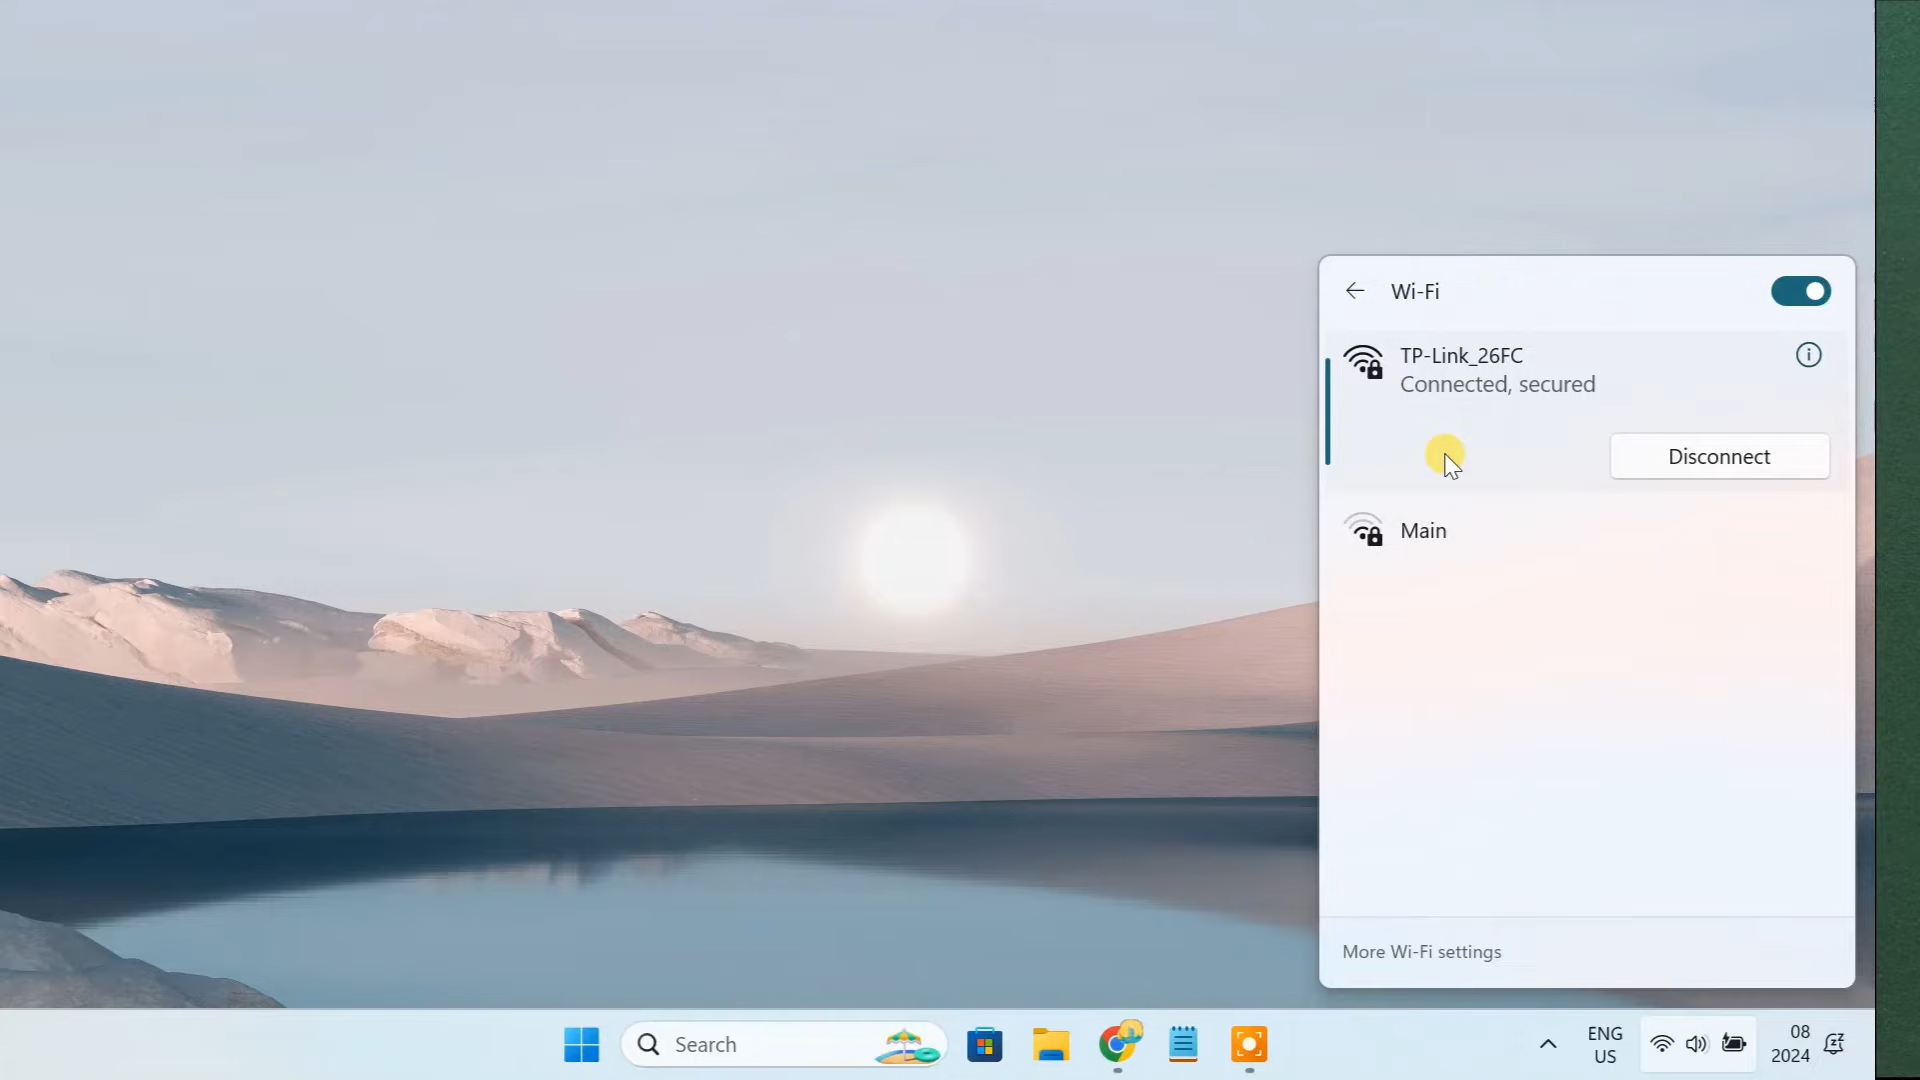 Wi-Fi
TP-Link_26FC
Connected, secured
Disconnect
Main
More Wi-Fi settings
Search
ENG
US
08
2024